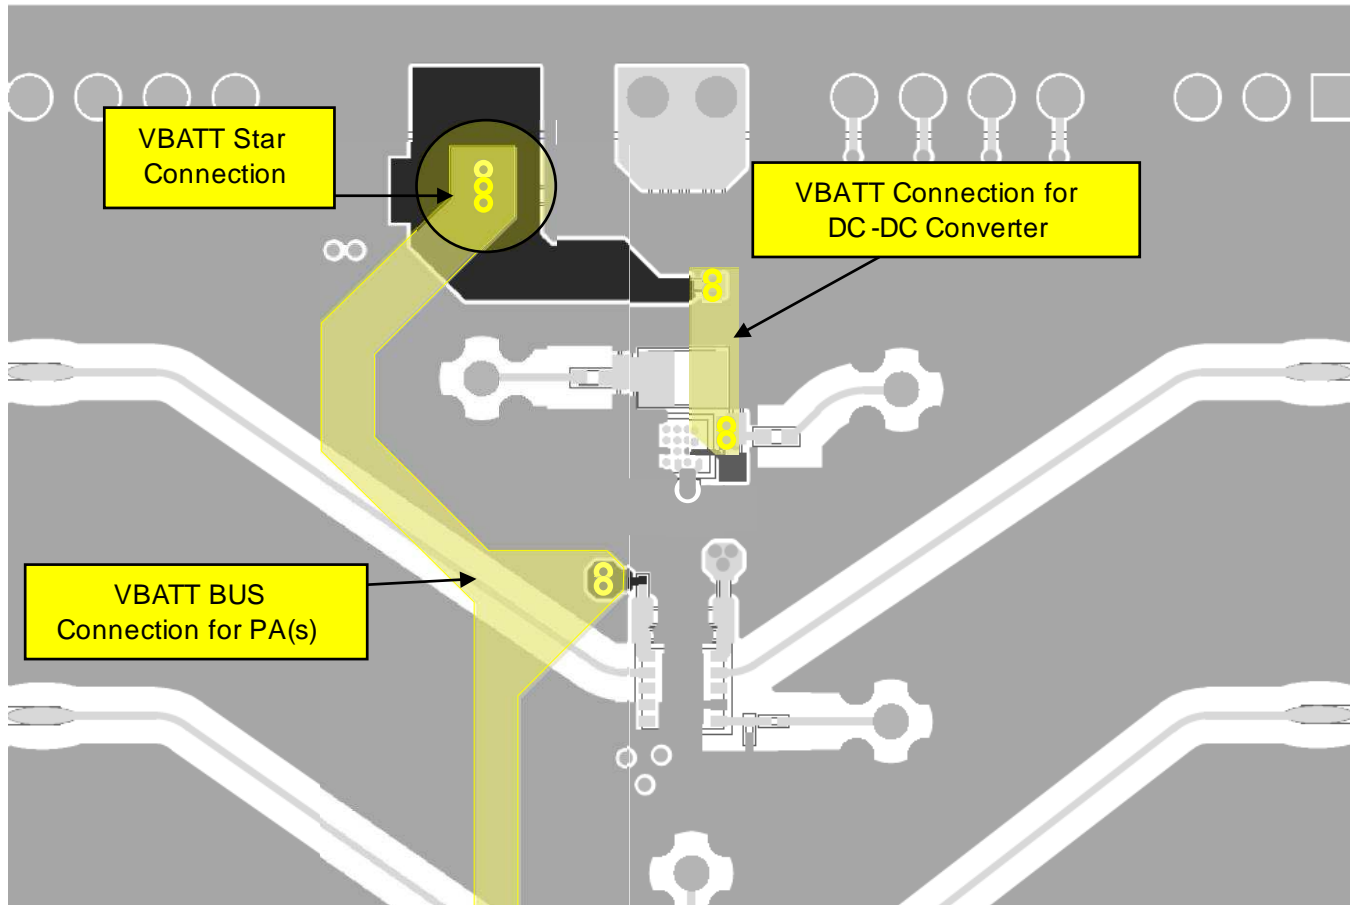 VBATT Star
Connection
VBATT Connection for
DC-DC Converter
VBATT BUS
Connection for PA(s)